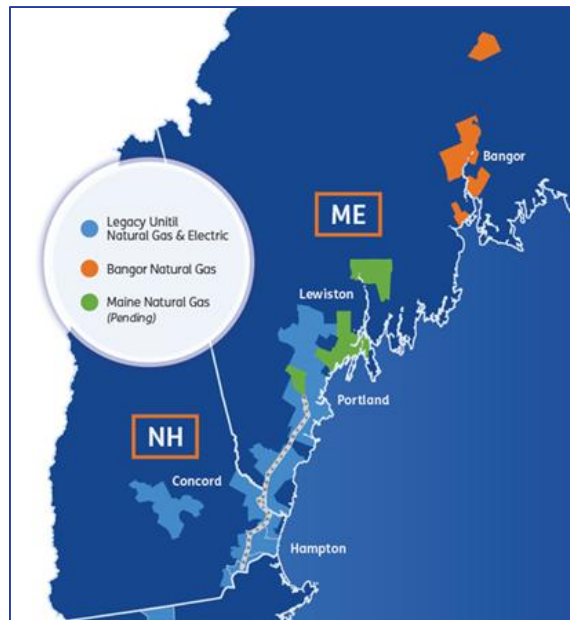 Legacy Unitil
Natural Gas & Electric
Bangor Natural Gas
Maine Natural Gas
(Pending)
Bangor
ME
Lewiston
Portland
NH
Concord
Hampton